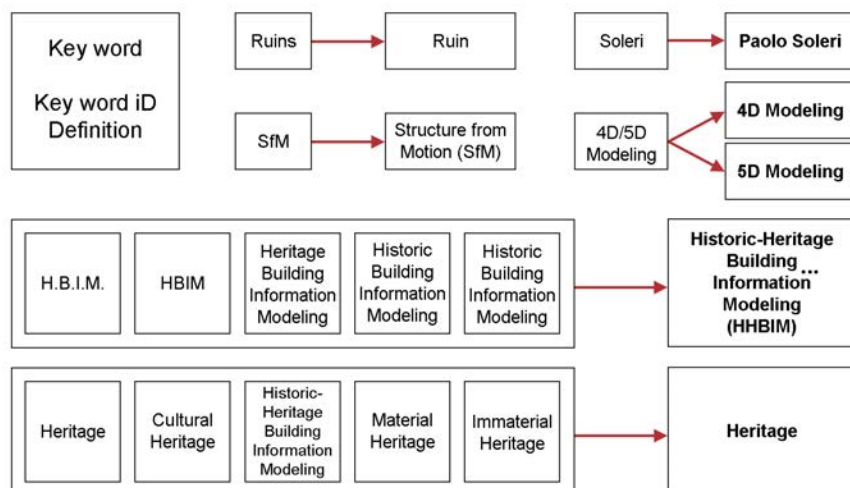 Key word
Key word iD
Definition
Ruins
Ruin
Soleri
Paolo Soleri
SfM
Structure from
Motion (SfM)
4D/5D
Modeling
4D Modeling
5D Modeling
H.B.I.M.
HBIM
Heritage
Building
Information
Modeling
Historic
Building
Information
Modeling
Historic
Building
Information
Modeling
Historic-Heritage
Building
...
Information
Modeling
(HHBIM)
Heritage
Cultural
Heritage
Historic-
Heritage
Building
Information
Modeling
Material
Heritage
Immaterial
Heritage
Heritage